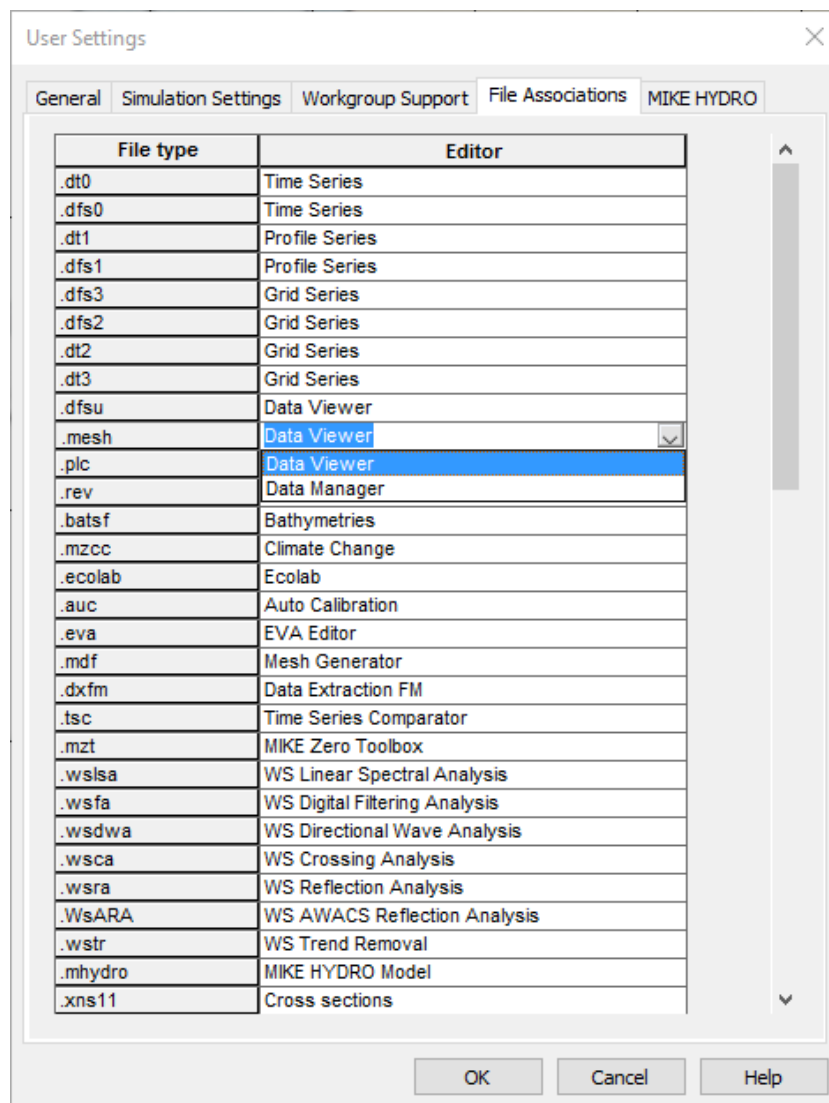 User Settings
General Simulation Settings Workgroup Support File Associations MIKE HYDRO
File type Editor
.dt0 Time Series
.dfs0 Time Series
.dt1 Profile Series
.dfs1 Profile Series
.dfs3 Grid Series
.dfs2 Grid Series
.dt2 Grid Series
.dt3 Grid Series
.dfsu Data Viewer
.mesh Data Viewer
.plc Data Viewer
.rev Data Manager
.batsf Bathymetries
.mzcc Climate Change
.ecolab Ecolab
.auc Auto Calibration
.eva EVA Editor
.mdf Mesh Generator
.dxfm Data Extraction FM
.tsc Time Series Comparator
.mzt MIKE Zero Toolbox
.wslsa WS Linear Spectral Analysis
.wsfa WS Digital Filtering Analysis
.wsdwa WS Directional Wave Analysis
.wsca WS Crossing Analysis
.wsra WS Reflection Analysis
.WsARA WS AWACS Reflection Analysis
.wstr WS Trend Removal
.mhydro MIKE HYDRO Model
.xns11 Cross sections
OK Cancel Help